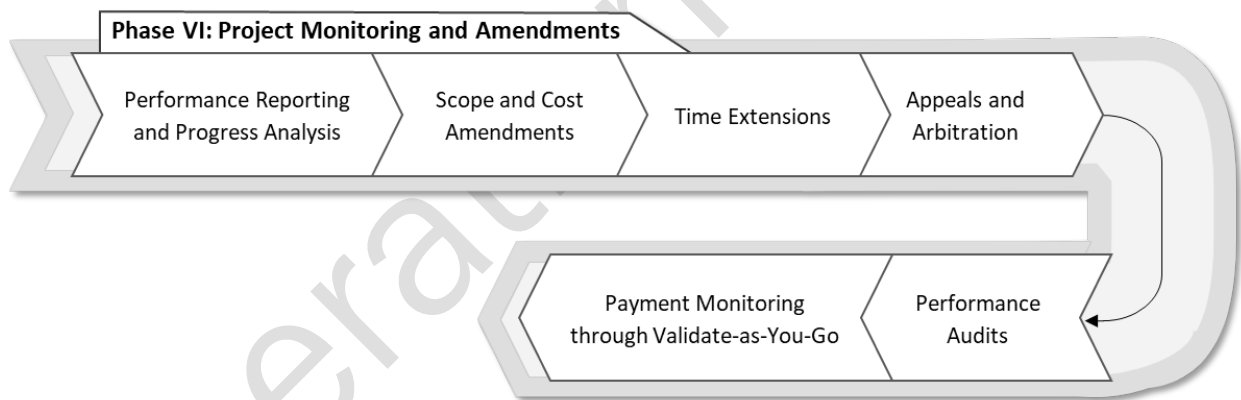 Phase VI: Project Monitoring and Amendments
Performance Reporting
and Progress Analysis
Scope and Cost
Amendments
Time Extensions
Appeals and
Arbitration
Performance
Audits
Payment Monitoring
through Validate-as-You-Go